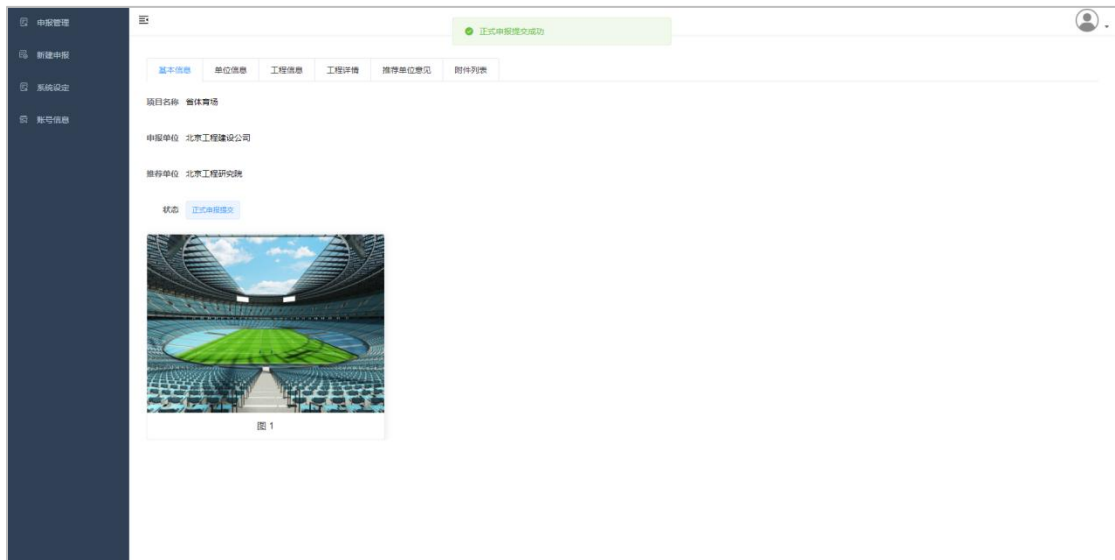 申报管理
新建申报
系统设定
账号信息
正式申报提交成功
基本信息 单位信息 工程信息 工程详情 推荐单位意见 附件列表
项目名称 省体育场
申报单位 北京工程建设公司
推荐单位 北京工程研究院
状态 正式申报提交
图 1